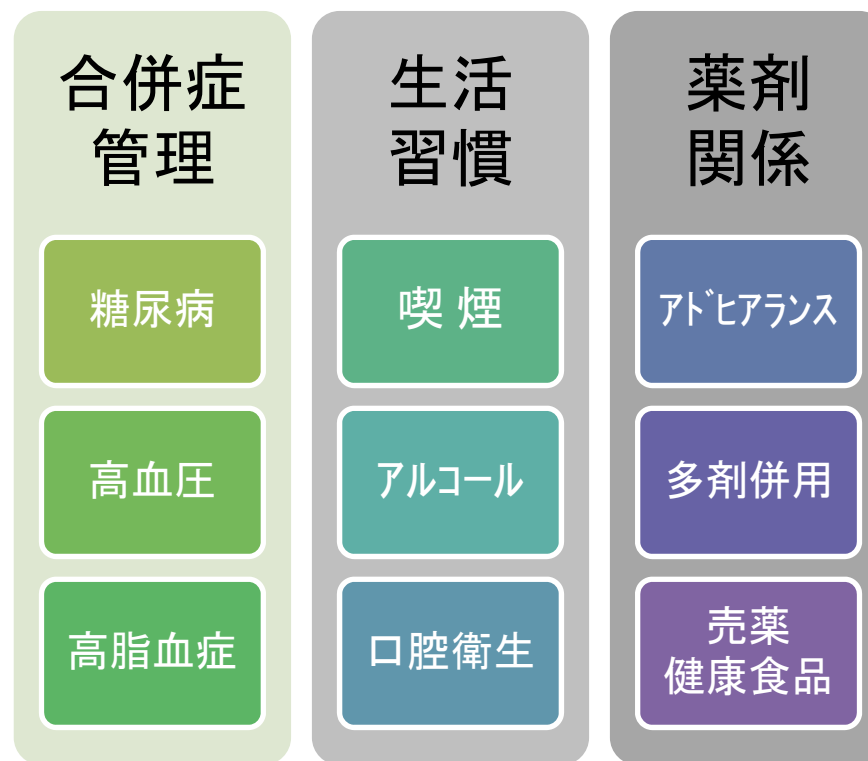 合併症
管理
糖尿病
高血圧
高脂血症
生活
習慣
喫 煙
アルコール
口腔衛生
薬剤
関係
ｱﾄﾞﾋｱﾗﾝｽ
多剤併用
売薬
健康食品